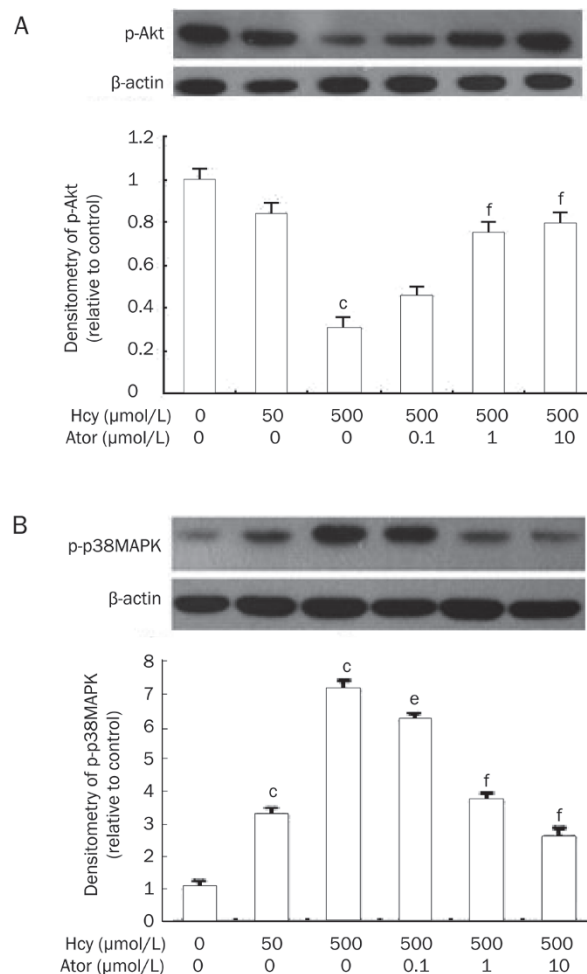 A
p-Akt
β-actin
Densitometry of p-Akt
(relative to control)
1.2
1
0.8
0.6
0.4
0.2
0
c
f
f
Hcy (μmol/L) 0 50 500 500 500 500
Ator (μmol/L) 0 0 0 0.1 1 10
B
p-p38MAPK
β-actin
Densitometry of p-p38MAPK
(relative to control)
8
7
6
5
4
3
2
1
0
c
c
e
f
f
Hcy (μmol/L) 0 50 500 500 500 500
Ator (μmol/L) 0 0 0 0.1 1 10